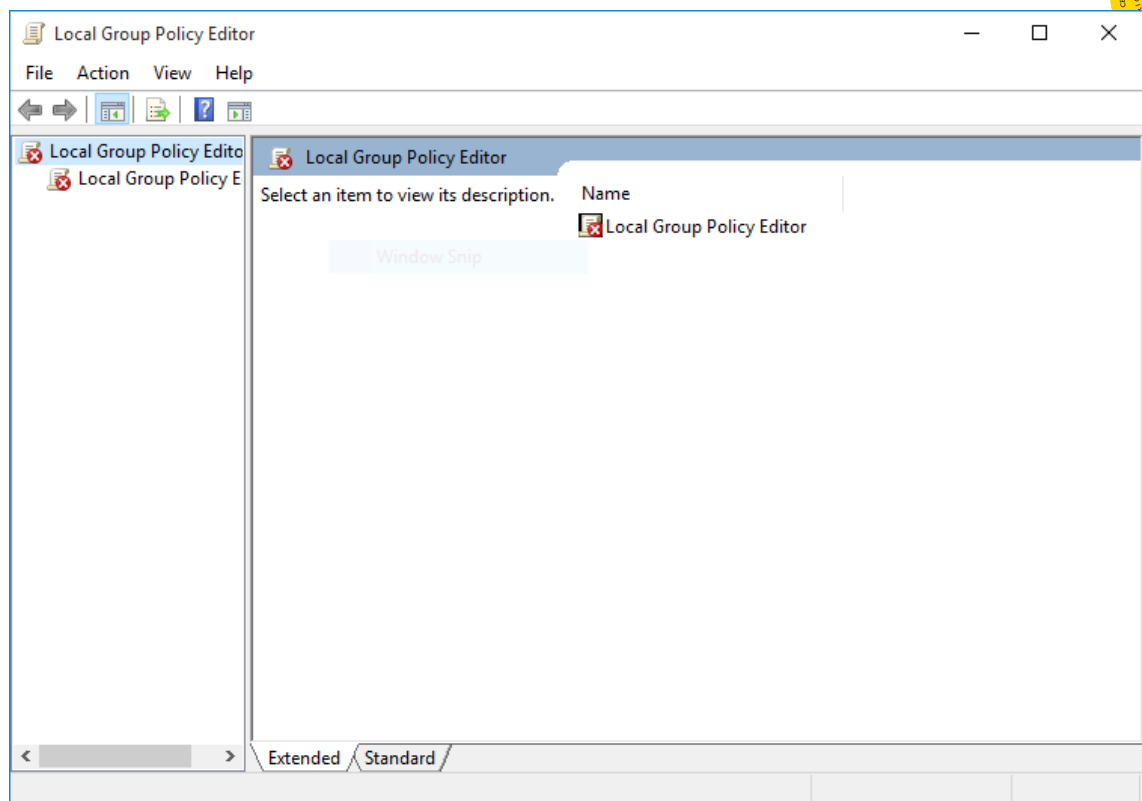 Local Group Policy Editor
File Action View Help
Local Group Policy Edito
Local Group Policy E
Local Group Policy Editor
Select an item to view its description.
Name
Local Group Policy Editor
Window Snip
Extended
Standard